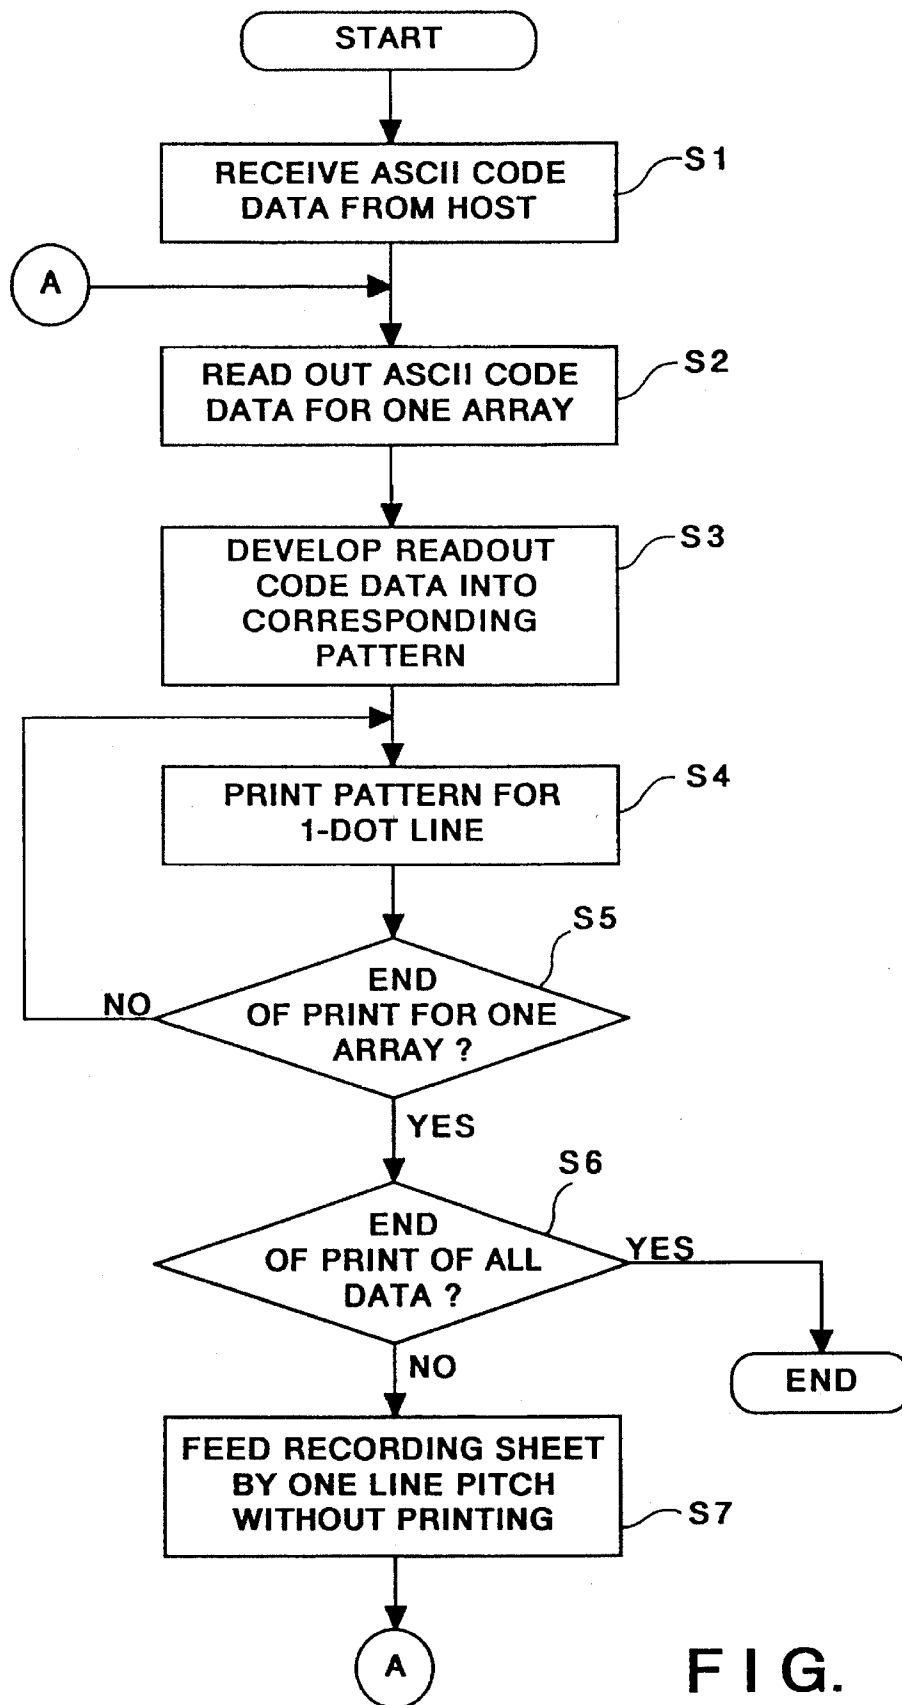 START
RECEIVE ASCII CODE
DATA FROM HOST
S1
A
READ OUT ASCII CODE
DATA FOR ONE ARRAY
S2
DEVELOP READOUT
CODE DATA INTO
CORRESPONDING
PATTERN
S3
PRINT PATTERN FOR
1-DOT LINE
S4
END
OF PRINT FOR ONE
ARRAY ?
S5
NO
YES
END
OF PRINT OF ALL
DATA ?
S6
YES
NO
END
FEED RECORDING SHEET
BY ONE LINE PITCH
WITHOUT PRINTING
S7
A
FIG.